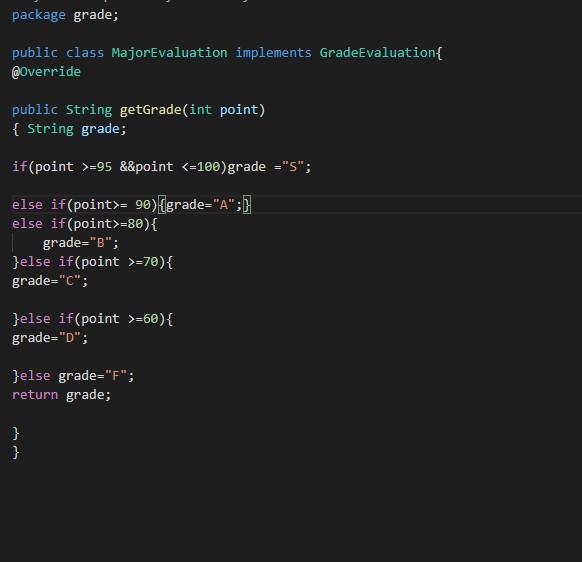 package grade;
public class MajorEvaluation implements GradeEvaluation{
@Override
public String getGrade(int point)
{ String grade;
if(point >=95 &&point <=100)grade ="S";
else if(point>= 90){grade="A";}
else if(point>=80){
    grade="B";
}else if(point >=70){
grade="C";
}else if(point >=60){
grade="D";
}else grade="F";
return grade;
}
}